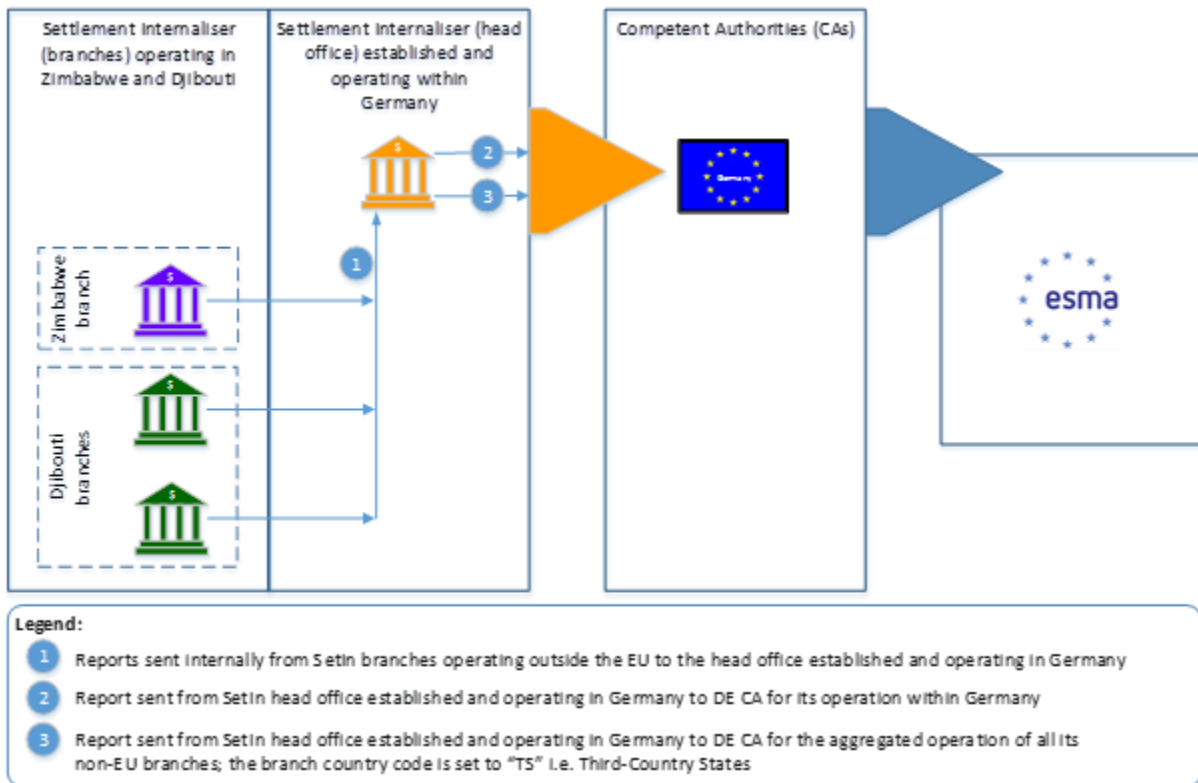 Settlement Internaliser
(branches) operating in
Zimbabwe and Djibouti
Settlement Internaliser (head
office) established and
operating within
Germany
Competent Authorities (CAs)
$
2
3
Germany
1
esma
Zimbabwe
branch
$
Djibouti
branches
$
$
Legend:
1 Reports sent internally from SetIn branches operating outside the EU to the head office established and operating in Germany
2 Report sent from SetIn head office established and operating in Germany to DE CA for its operation within Germany
3 Report sent from SetIn head office established and operating in Germany to DE CA for the aggregated operation of all its
non-EU branches; the branch country code is set to “TS” i.e. Third-Country States